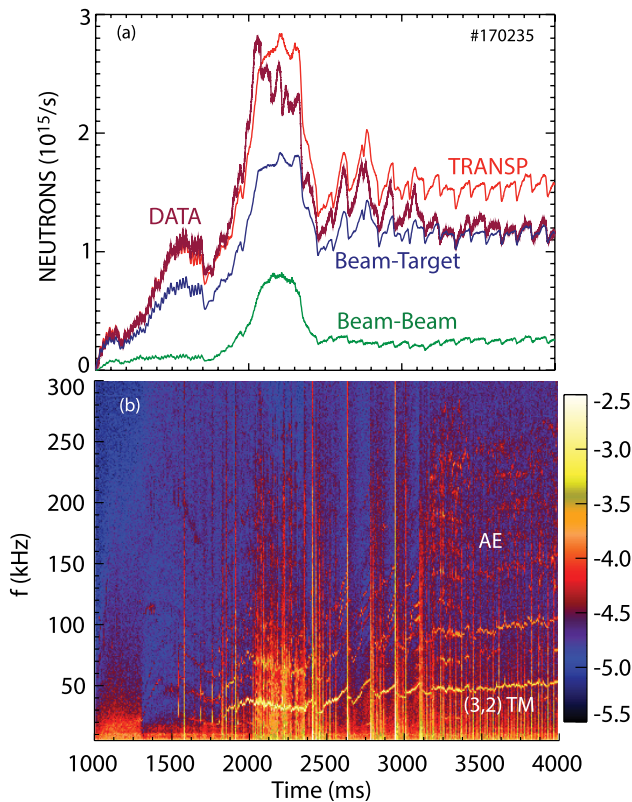 (a)
#170235
3
2
1
0
NEUTRONS (10¹⁵/s)
TRANSP
DATA
Beam-Target
Beam-Beam
(b)
300
250
200
150
100
50
f (kHz)
AE
(3,2) TM
-2.5
-3.0
-3.5
-4.0
-4.5
-5.0
-5.5
1000 1500 2000 2500 3000 3500 4000
Time (ms)